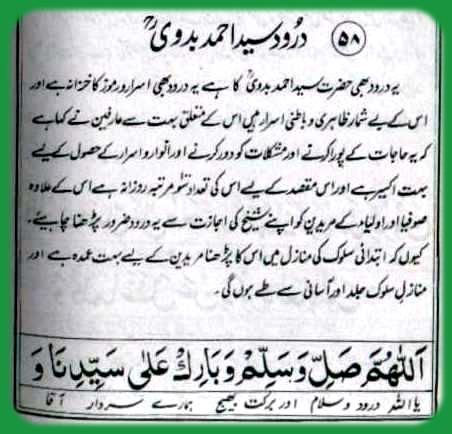 ۵۸ درود سید احمد بدوی ؒ
یہ درود بھی حضرت سید احمد بدوی ؒ کا ہے یہ درود بھی اسرار و رموز کا خزانہ ہے اور
اس کے بے شمار ظاہری و باطنی اسرار ہیں اس کے متعلق بہت سے عارفین نے کہا ہے
کہ یہ حاجات کے پورا کرنے اور مشکلات کو دور کرنے اور انوار و اسرار کے حصول کے لیے
بہت اکسیر ہے اور اس مقصد کے لیے اس کی تعداد سَو مرتبہ روزانہ ہے اس کے علاوہ
صوفیا اور اولیاء کے مریدین کو اپنے شیخ کی اجازت سے یہ درود ضرور پڑھنا چاہیئے۔
کیوں کہ ابتدائی سلوک کی منازل میں اس کا پڑھنا مریدین کے لیے بہت عمدہ ہے اور
منازل سلوک جلد اور آسانی سے طے ہوں گی۔
اَللّٰهُمَّ صَلِّ وَسَلِّمْ وَبَارِكْ عَلٰى سَيِّدِنَا وَ
یا اللہ درود و سلام اور برکت بھیج ہمارے سردار آقا